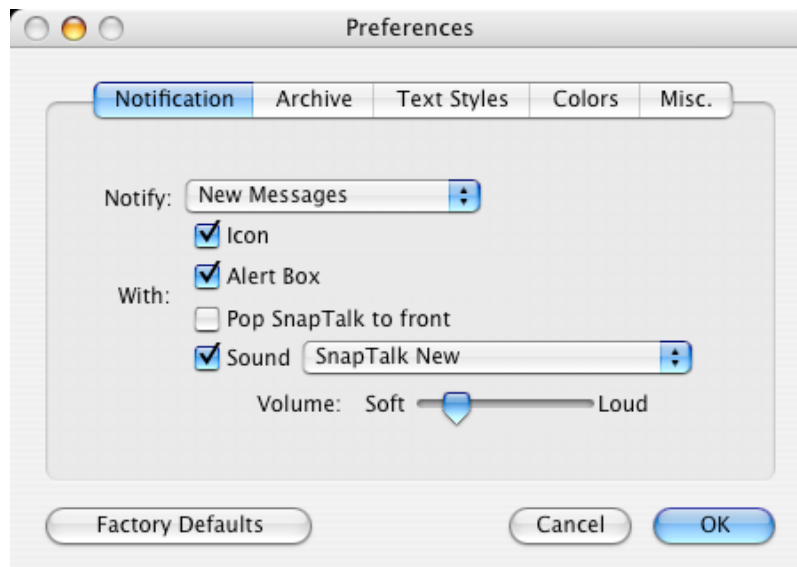 Preferences
Notification Archive Text Styles Colors Misc.
Notify: New Messages
Icon
With:
Alert Box
Pop SnapTalk to front
Sound SnapTalk New
Volume: Soft Loud
Factory Defaults Cancel OK